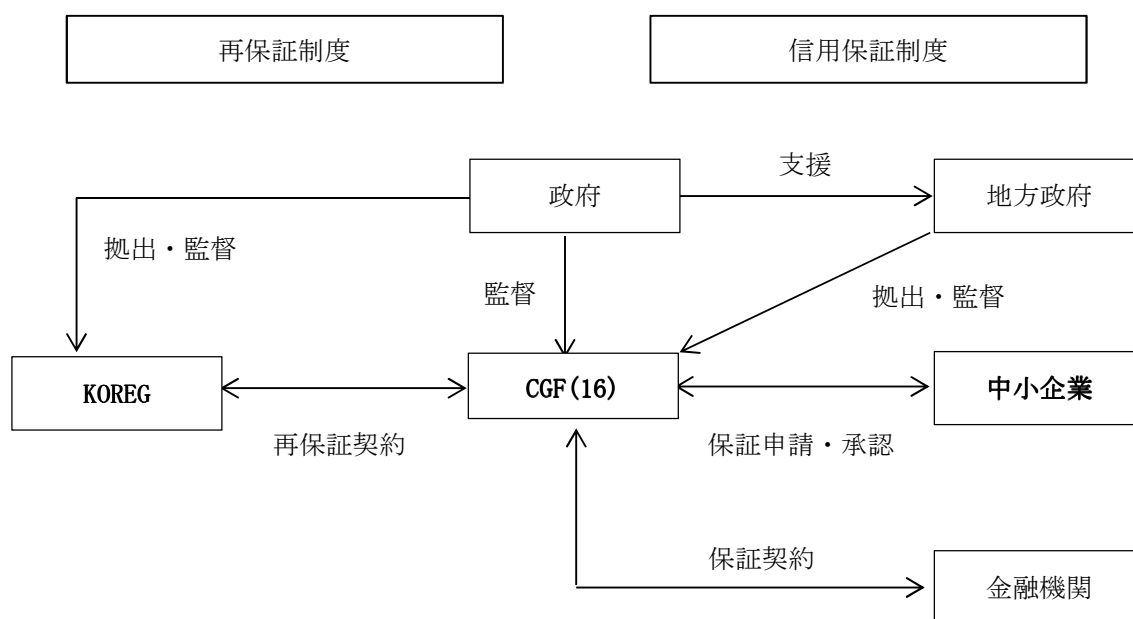 再保証制度
信用保証制度
政府
支援
地方政府
拠出・監督
監督
拠出・監督
KOREG
CGF(16)
中小企業
再保証契約
保証申請・承認
保証契約
金融機関